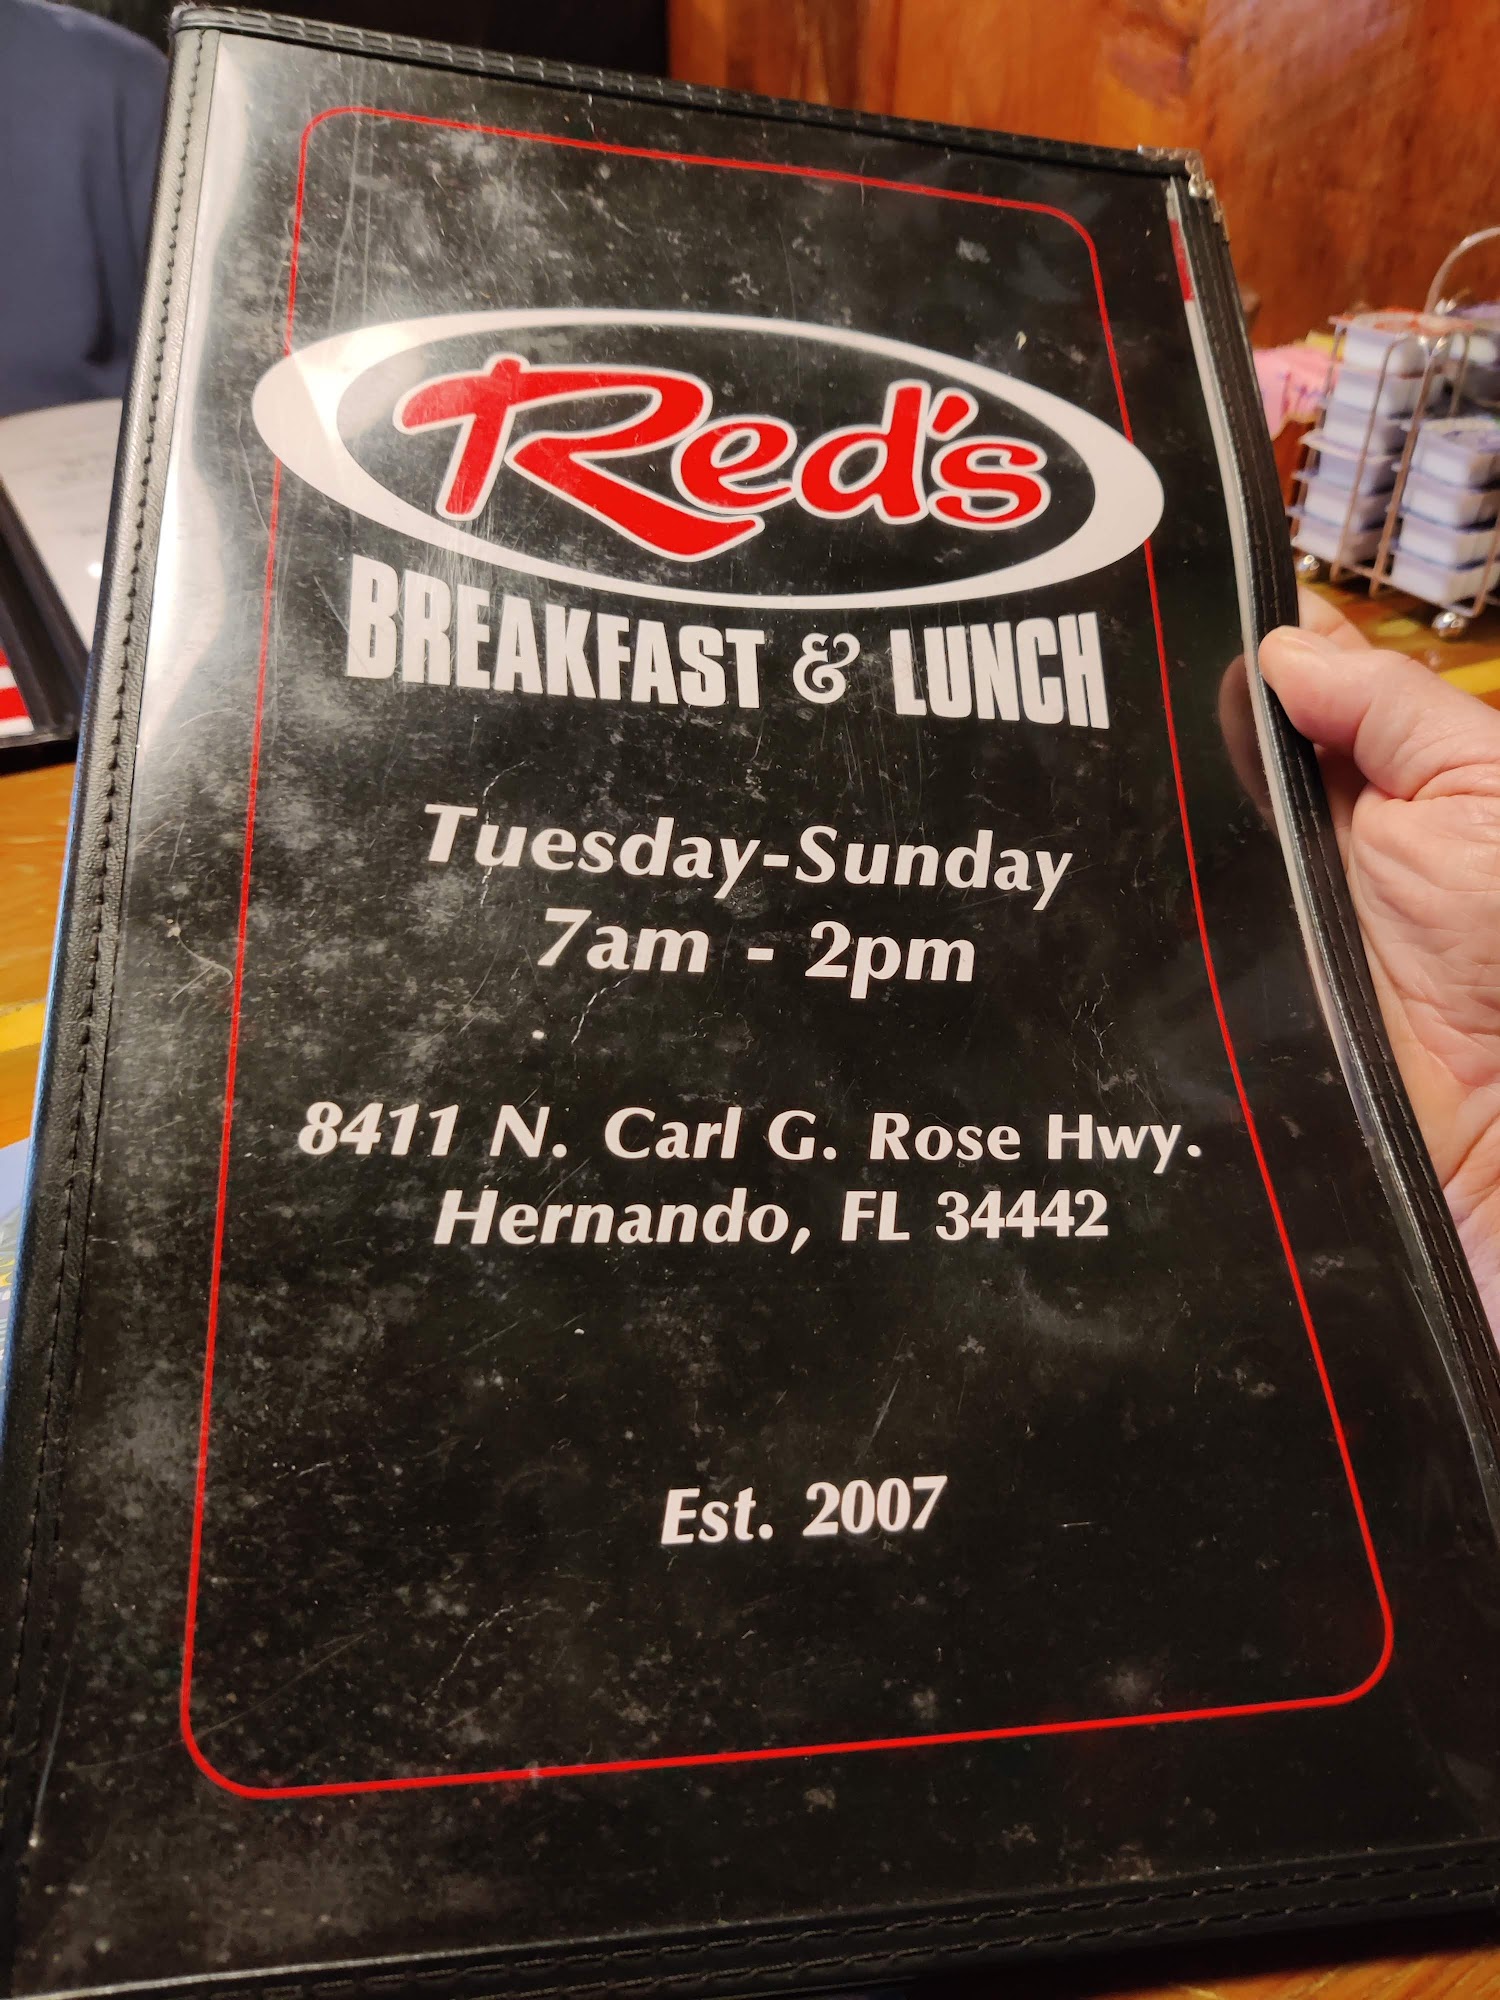 Red's
BREAKFAST & LUNCH
Tuesday-Sunday
7am - 2pm
8411 N. Carl G. Rose Hwy.
Hernando, FL 34442
Est. 2007